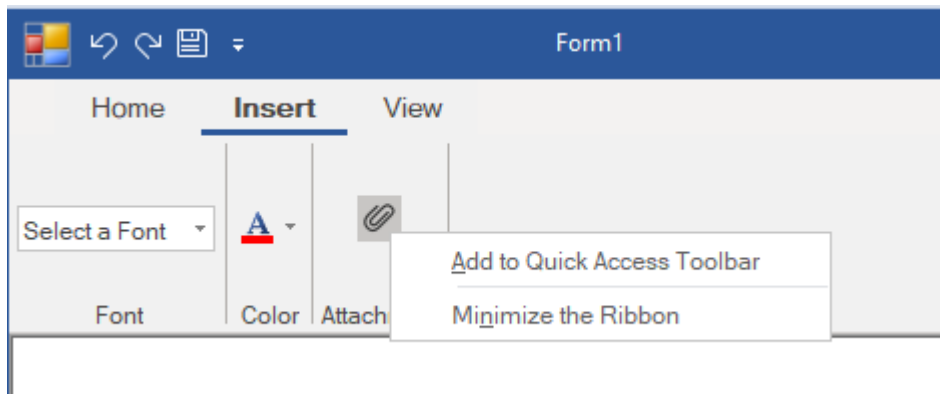 Form1
Home Insert View
Select a Font
A
Add to Quick Access Toolbar
Font Color Attach
Minimize the Ribbon